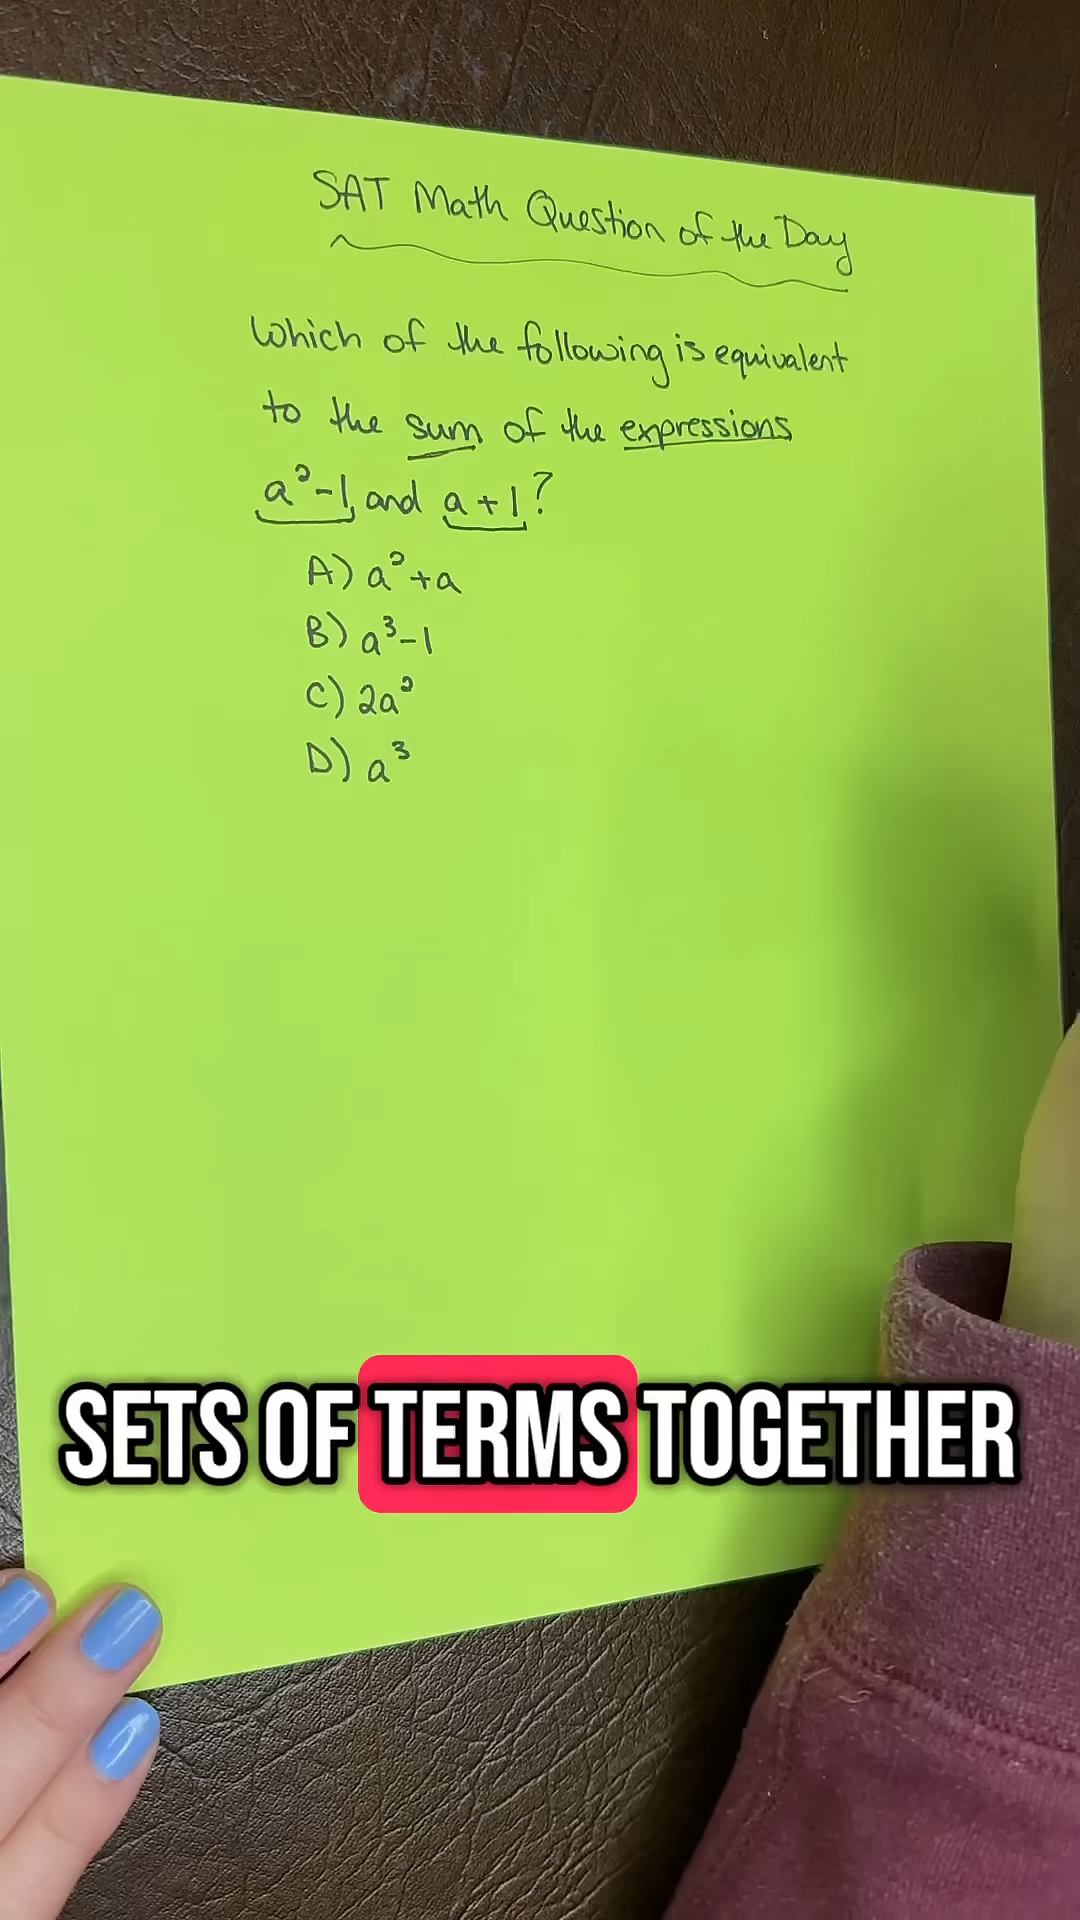 SAT Math Question of the Day
Which of the following is equivalent
to the sum of the expressions
a²-1 and a+1?
A) a²+a
B) a³-1
C) 2a²
D) a³
SETS OF TERMS TOGETHER